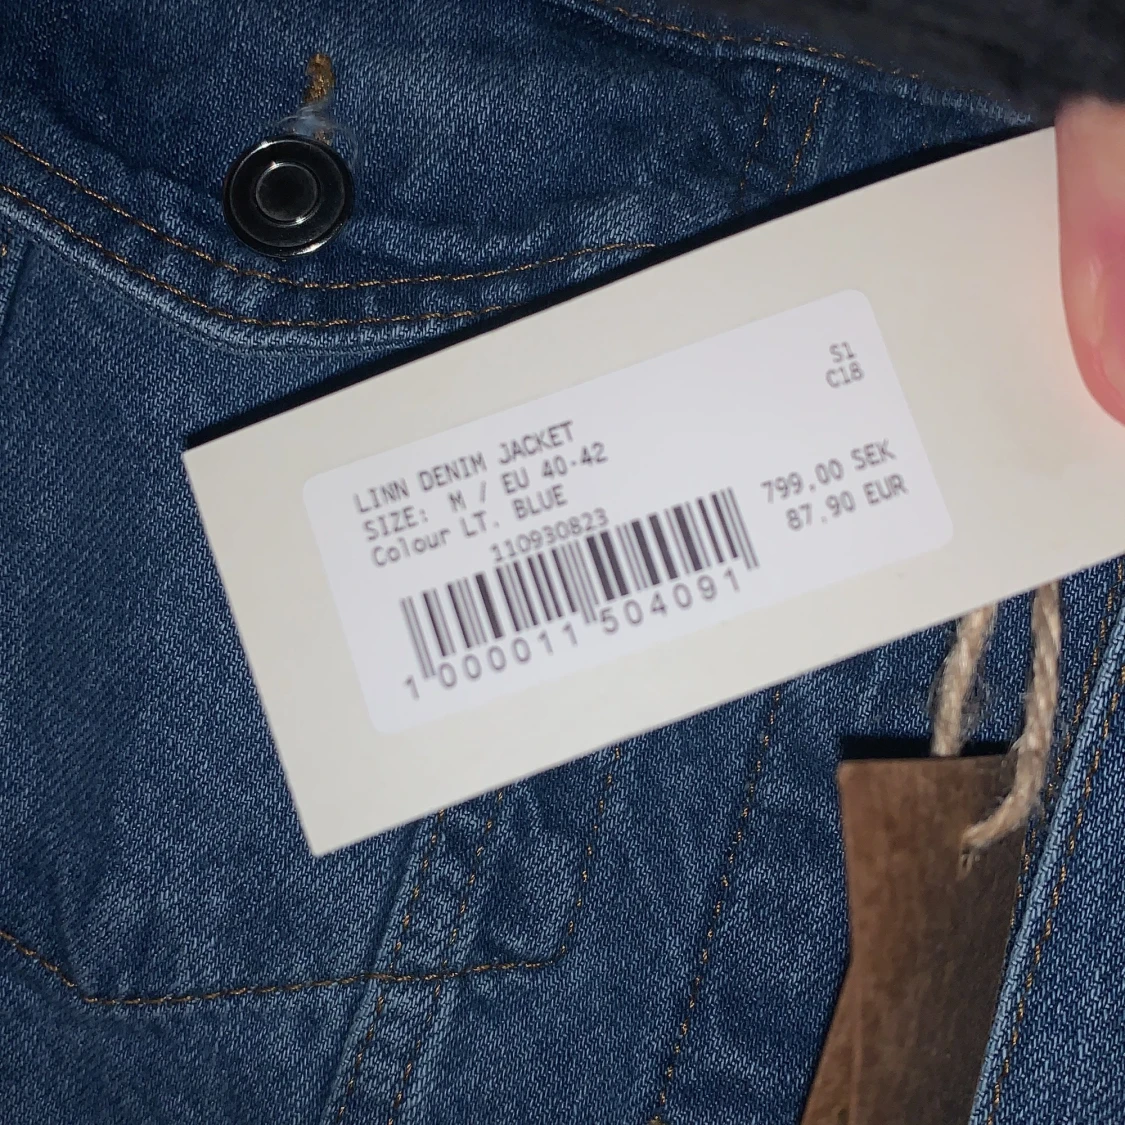 S1
C18
LINN DENIM JACKET
SIZE: M / EU 40-42
Colour LT. BLUE
110930823
799,00 SEK
87.90 EUR
1 000011 504091